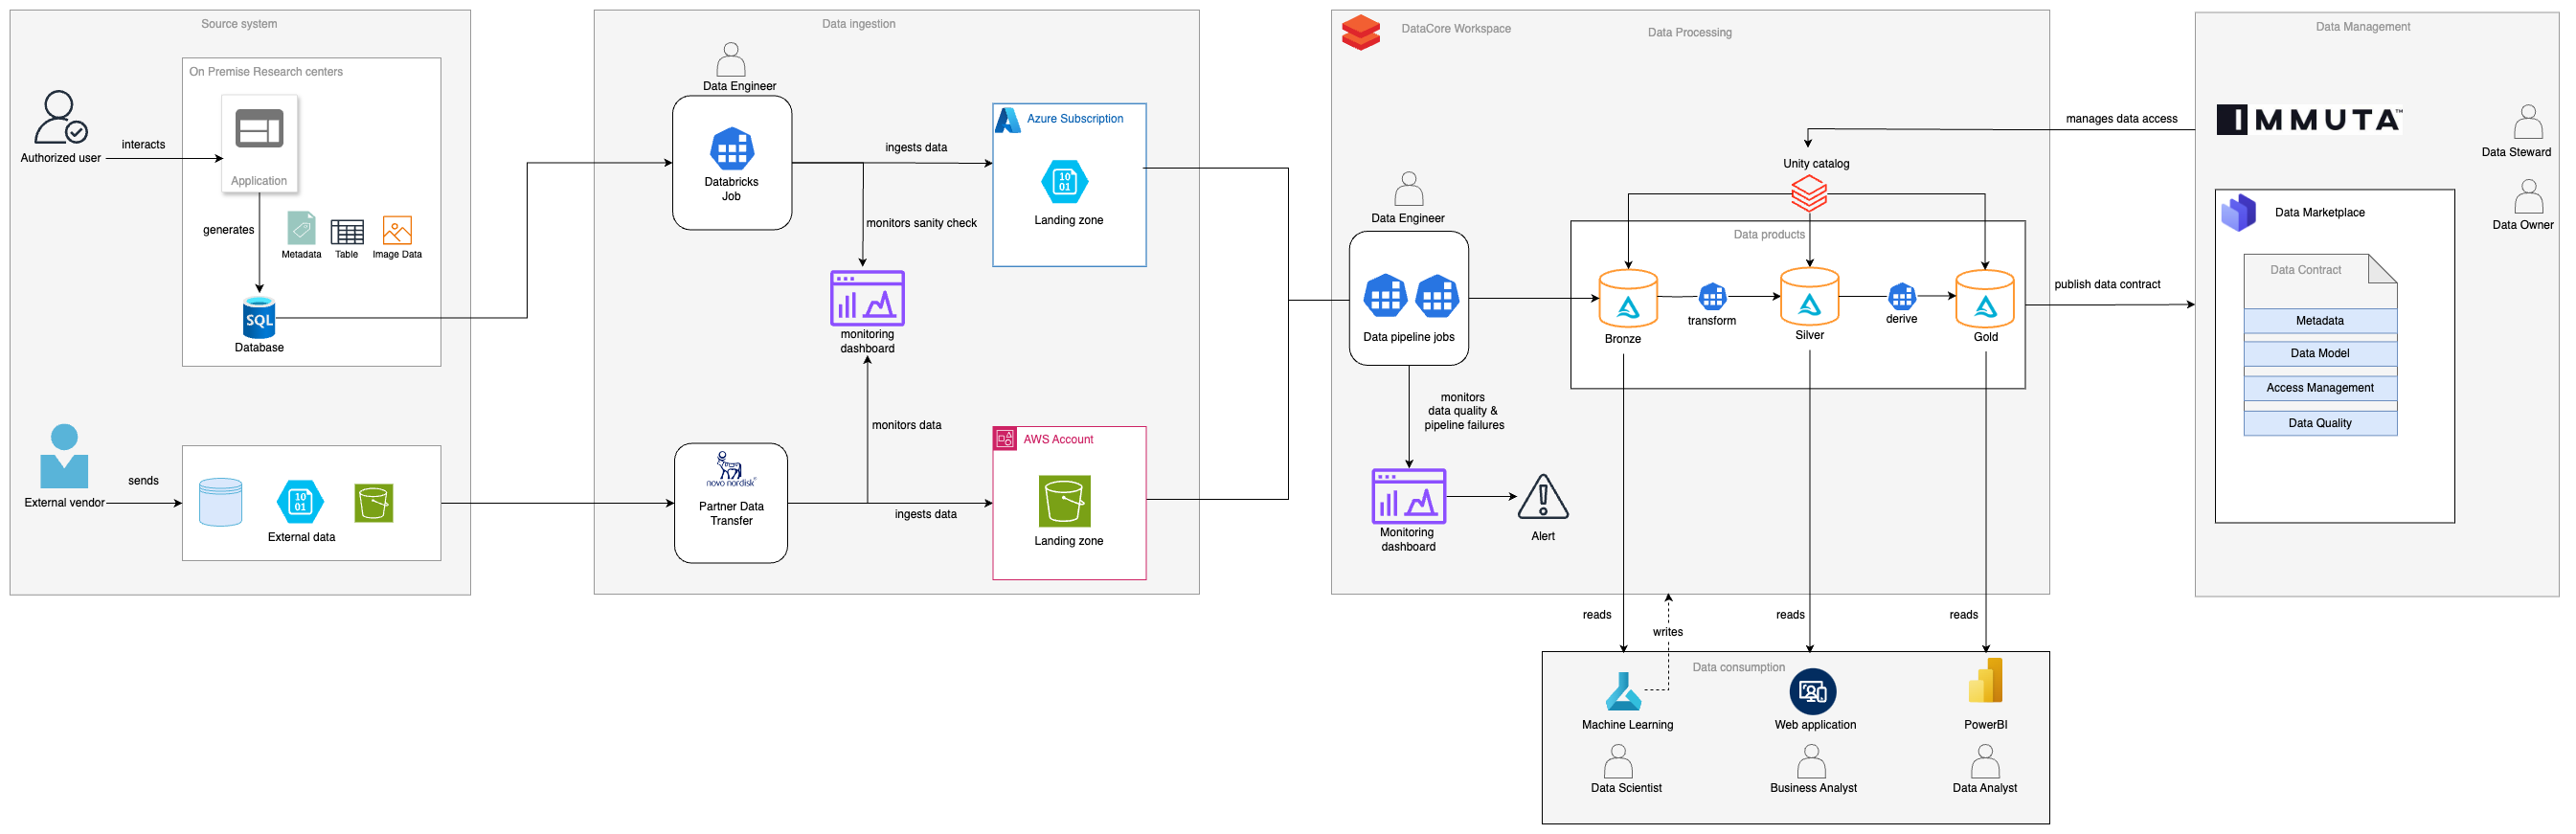 Source system
On Premise Research centers
Application
Authorized user
interacts
generates
Metadata
Table
Image Data
SQL
Database
External vendor
sends
10
01
External data
Data ingestion
Data Engineer
Databricks
Job
ingests data
monitors sanity check
monitoring
dashboard
monitors data
novo nordisk
Partner Data
Transfer
ingests data
Azure Subscription
10
01
Landing zone
AWS Account
Landing zone
DataCore Workspace
Data Processing
Data Engineer
Data pipeline jobs
monitors
data quality &
pipeline failures
Monitoring
dashboard
Alert
Unity catalog
Data products
Bronze
transform
Silver
derive
Gold
manages data access
publish data contract
reads
writes
reads
reads
Data consumption
Machine Learning
Web application
PowerBI
Data Scientist
Business Analyst
Data Analyst
Data Management
IMMUTA™
Data Steward
Data Owner
Data Marketplace
Data Contract
Metadata
Data Model
Access Management
Data Quality